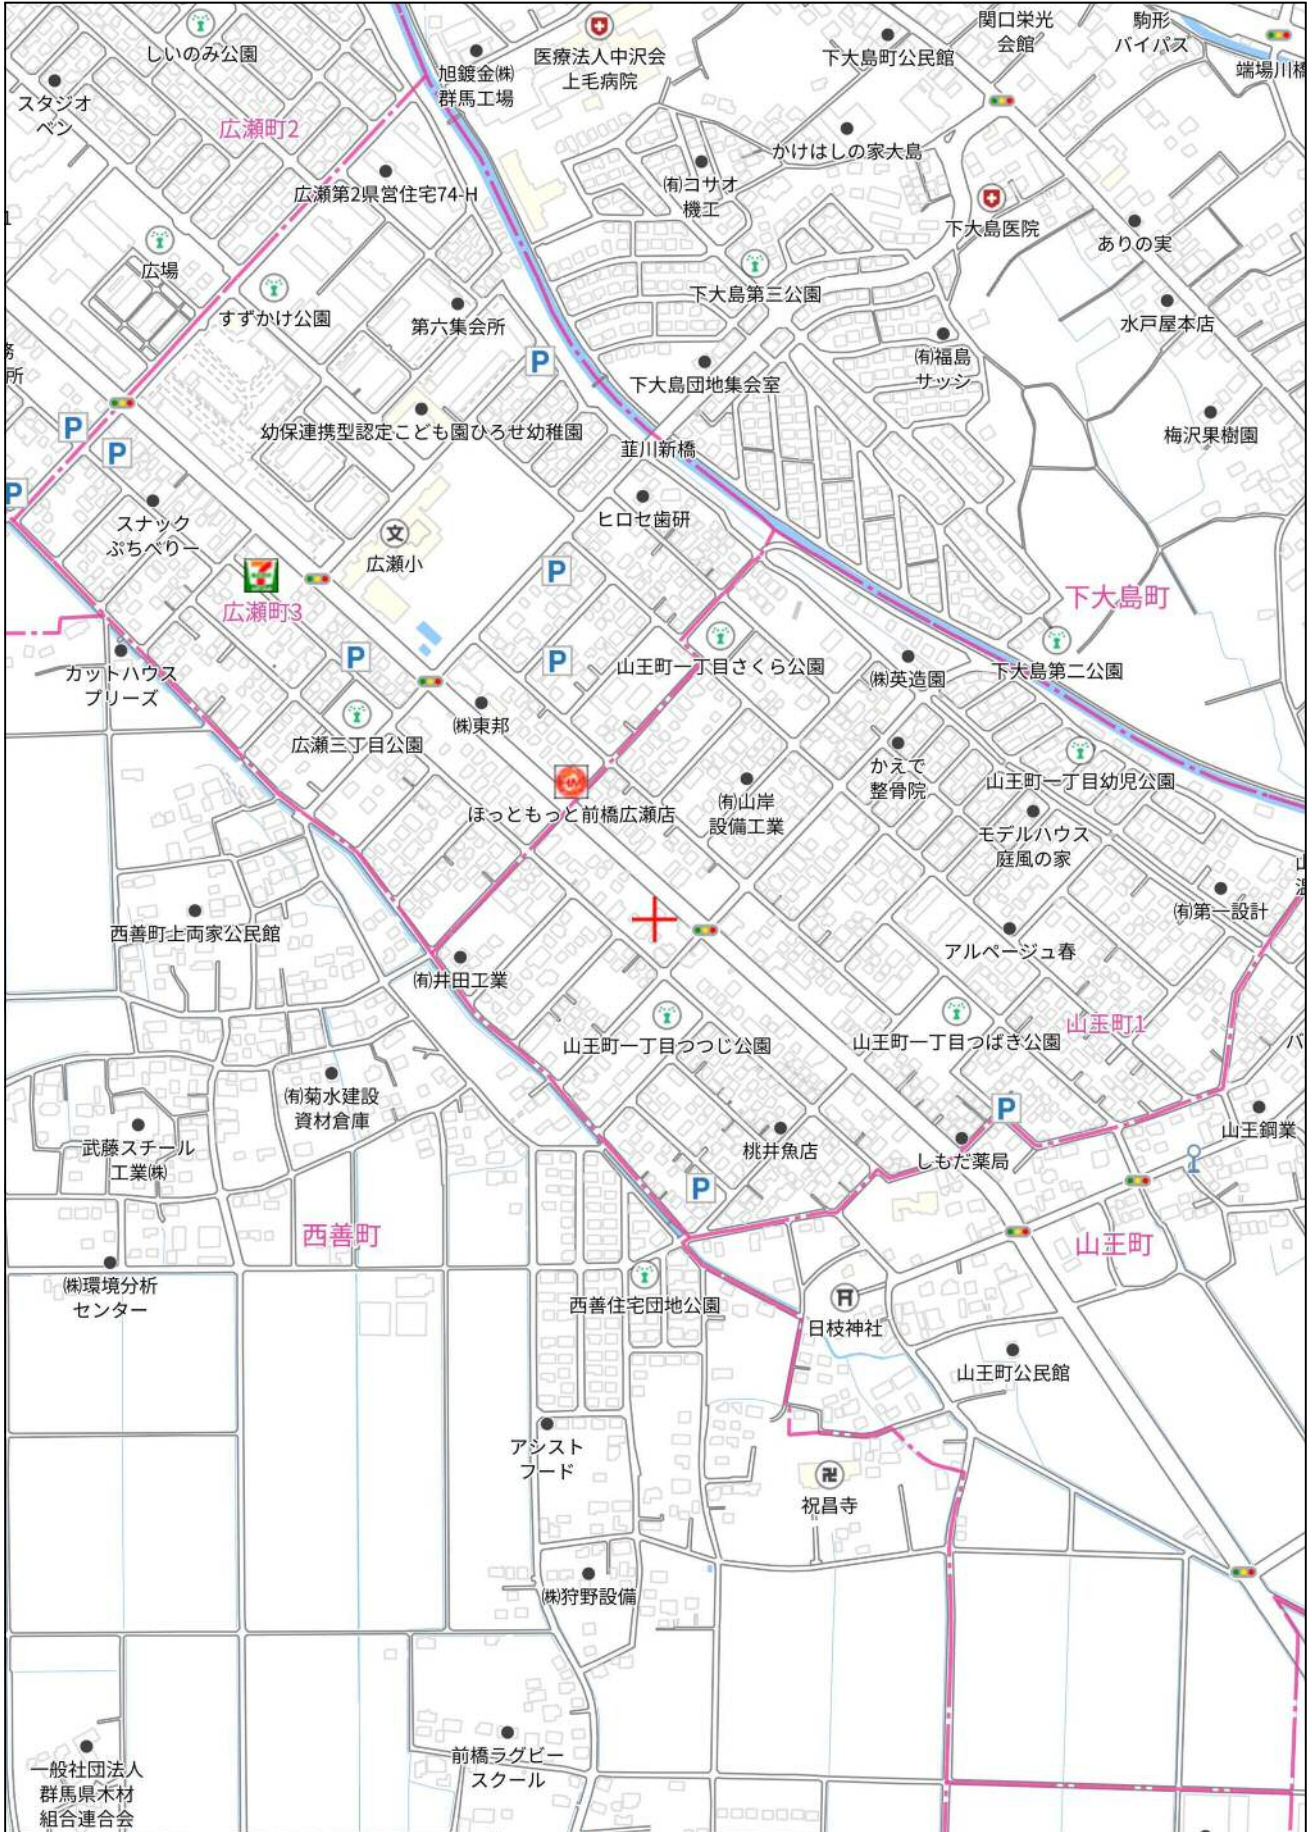 しいのみ公園
スタジオ
ベン
広瀬町2
旭鍍金㈱
群馬工場
医療法人中沢会
上毛病院
下大島町公民館
関口栄光
会館
駒形
バイパス
端場川橋
広瀬第2県営住宅74-H
㈲コサオ
機工
かけはしの家大島
下大島医院
ありの実
広場
すずかけ公園
第六集会所
下大島第三公園
水戸屋本店
務
所
P
下大島団地集会室
㈲福島
サッシ
P
P
幼保連携型認定こども園ひろせ幼稚園
韮川新橋
梅沢果樹園
P
スナック
ぷちべりー
文
広瀬小
ヒロセ歯研
P
広瀬町3
下大島町
カットハウス
プリーズ
P
P
山王町一丁目さくら公園
㈱英造園
下大島第二公園
広瀬三丁目公園
㈱東邦
かえで
整骨院
山王町一丁目幼児公園
ほっともっと前橋広瀬店
㈲山岸
設備工業
モデルハウス
庭風の家
西善町上両家公民館
㈲第一設計
アルページュ春
㈲井田工業
山王町1
山王町一丁目つつじ公園
山王町一丁目つばき公園
㈲菊水建設
資材倉庫
P
武藤スチール
工業㈱
桃井魚店
しもだ薬局
山王鋼業
P
西善町
山王町
㈱環境分析
センター
西善住宅団地公園
日枝神社
山王町公民館
アシスト
フード
卍
祝昌寺
㈱狩野設備
前橋ラグビー
スクール
一般社団法人
群馬県木材
組合連合会